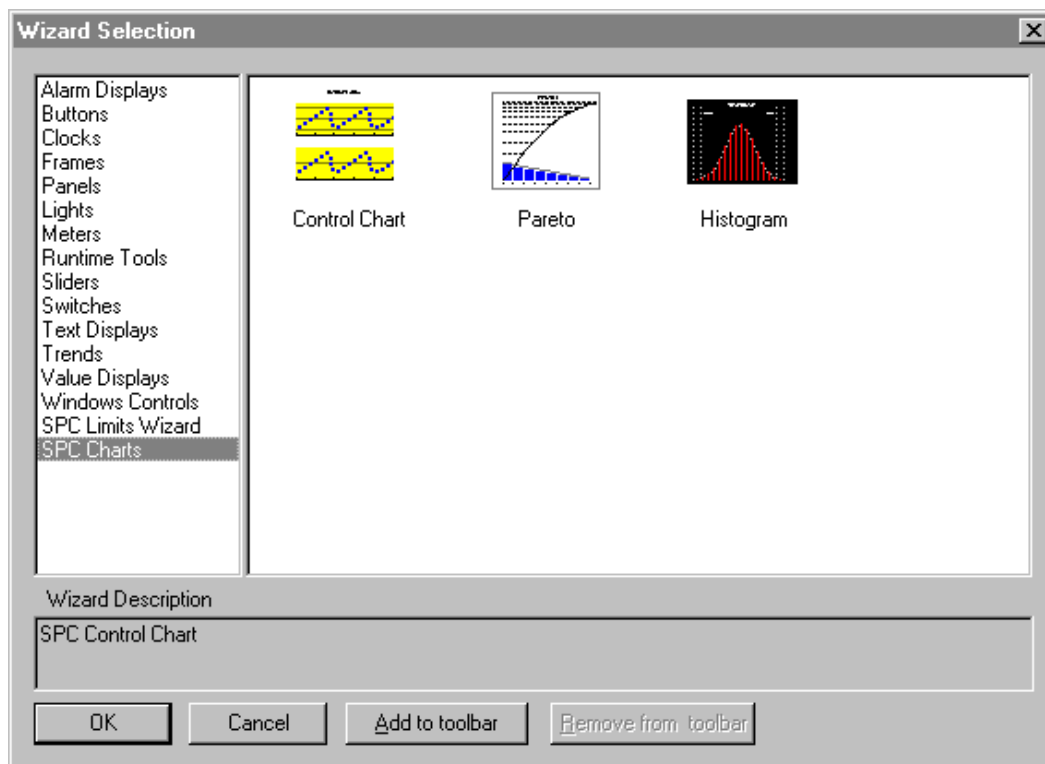 Wizard Selection
Alarm Displays
Buttons
Clocks
Frames
Panels
Lights
Meters
Runtime Tools
Sliders
Switches
Text Displays
Trends
Value Displays
Windows Controls
SPC Limits Wizard
SPC Charts
Control Chart
Pareto
Histogram
Wizard Description
SPC Control Chart
OK
Cancel
Add to toolbar
Remove from toolbar